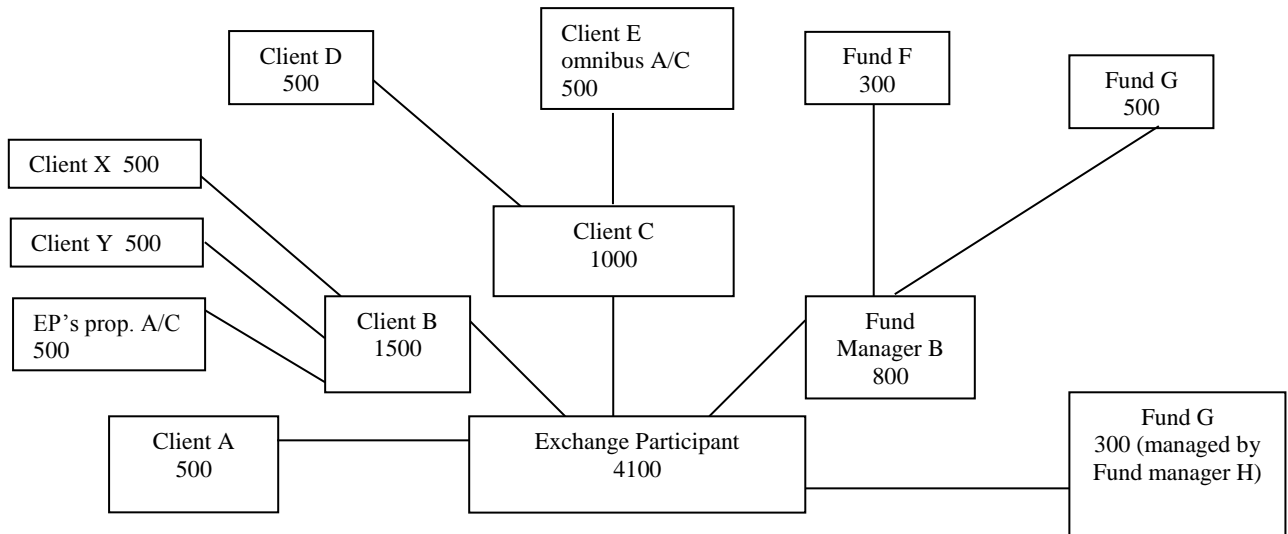 Client D
500
Client E
omnibus A/C
500
Fund F
300
Fund G
500
Client X 500
Client Y 500
EP’s prop. A/C
500
Client B
1500
Client C
1000
Fund
Manager B
800
Client A
500
Exchange Participant
4100
Fund G
300 (managed by
Fund manager H)